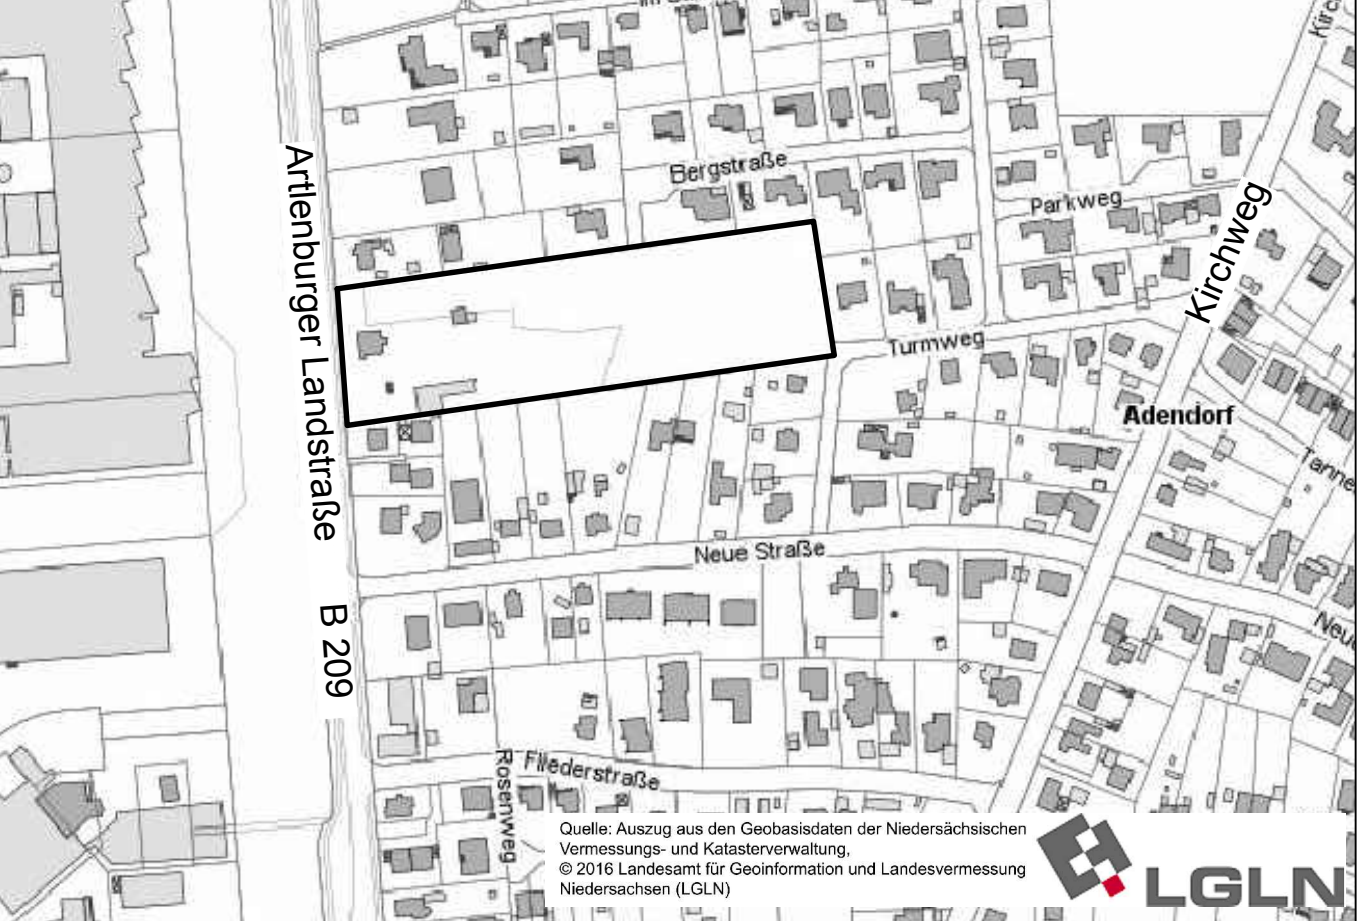 Bergstraße
Parkweg
Kirchweg
Artlenburger Landstraße
B 209
Turmweg
Adendorf
Neue Straße
Fliederstraße
Rosenweg
Quelle: Auszug aus den Geobasisdaten der Niedersächsischen
Vermessungs- und Katasterverwaltung,
© 2016 Landesamt für Geoinformation und Landesvermessung
Niedersachsen (LGLN)
LGLN